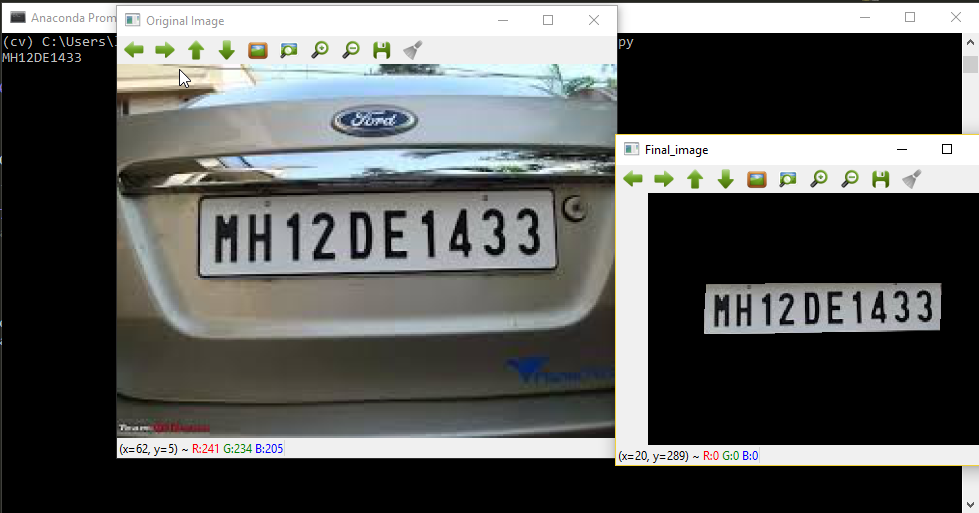 Anaconda Prom
(cv) C:\Users\
py
MH12DE1433
Original Image
Ford
MH12DE1433
(x=62, y=5) ~ R:241 G:234 B:205
Final_image
MH12DE1433
(x=20, y=289) ~ R:0 G:0 B:0